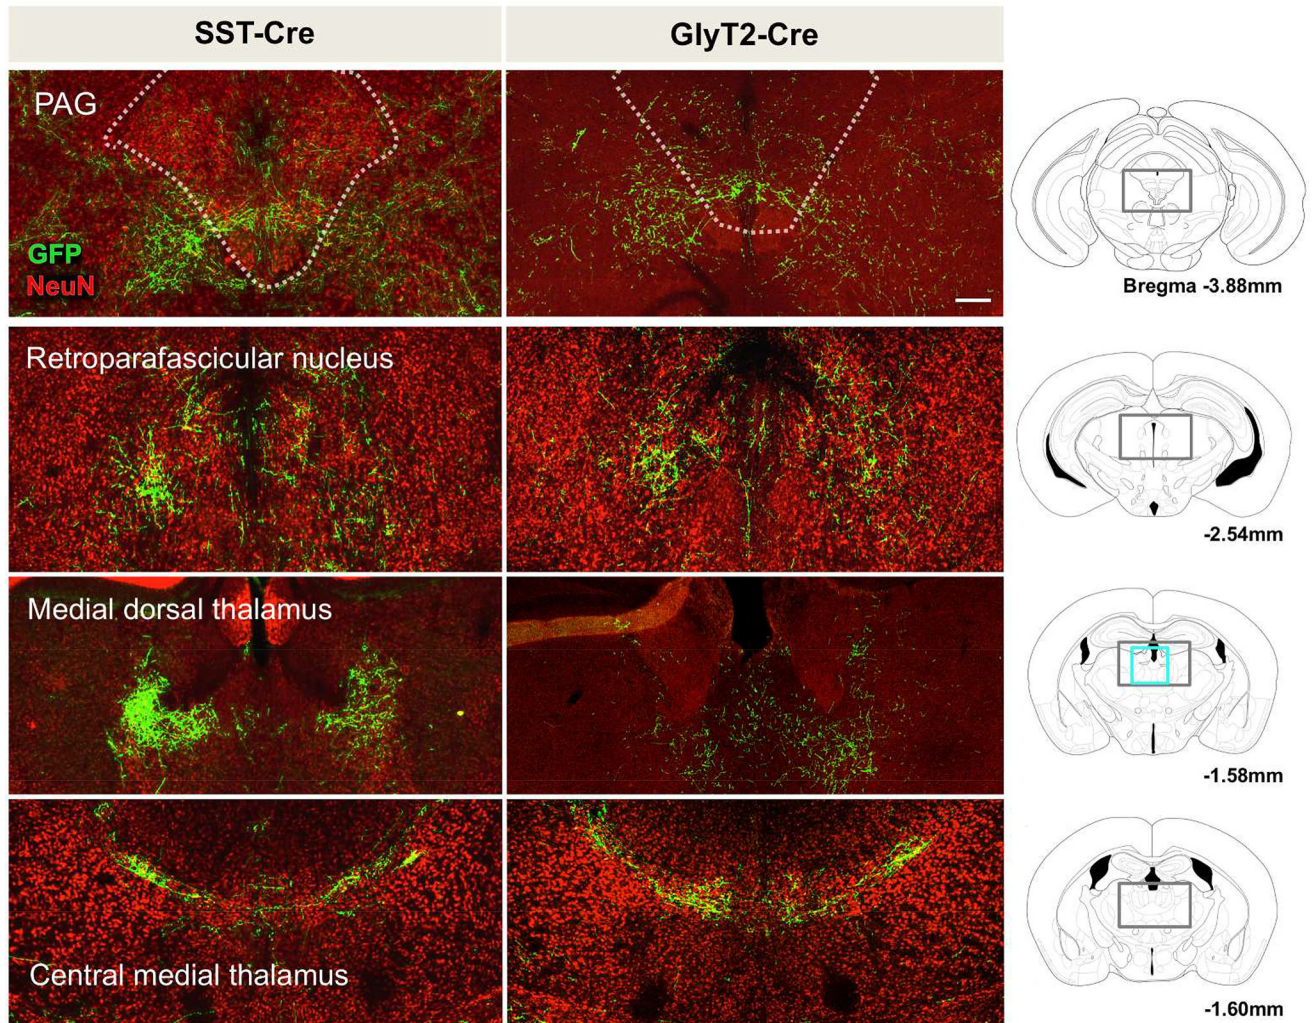 SST-Cre
GlyT2-Cre
PAG
GFP
NeuN
Bregma -3.88mm
Retroparafascicular nucleus
-2.54mm
Medial dorsal thalamus
-1.58mm
Central medial thalamus
-1.60mm